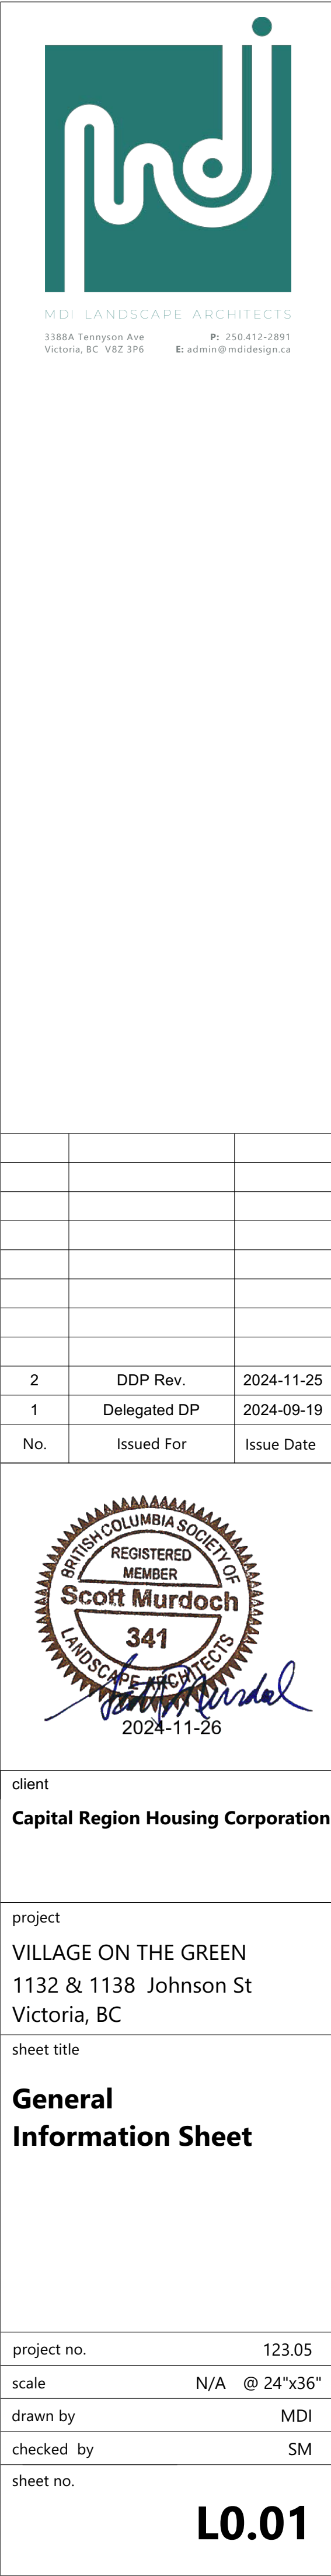 mdi
MDI LANDSCAPE ARCHITECTS
3388A Tennyson Ave P: 250.412-2891
Victoria, BC V8Z 3P6 E: admin@mdidesign.ca
2 DDP Rev. 2024-11-25
1 Delegated DP 2024-09-19
No. Issued For Issue Date
BRITISH COLUMBIA SOCIETY OF
REGISTERED
MEMBER
Scott Murdoch
341
LANDSCAPE ARCHITECTS
2024-11-26
client
Capital Region Housing Corporation
project
VILLAGE ON THE GREEN
1132 & 1138 Johnson St
Victoria, BC
sheet title
General
Information Sheet
project no. 123.05
scale N/A @ 24"x36"
drawn by MDI
checked by SM
sheet no.
L0.01